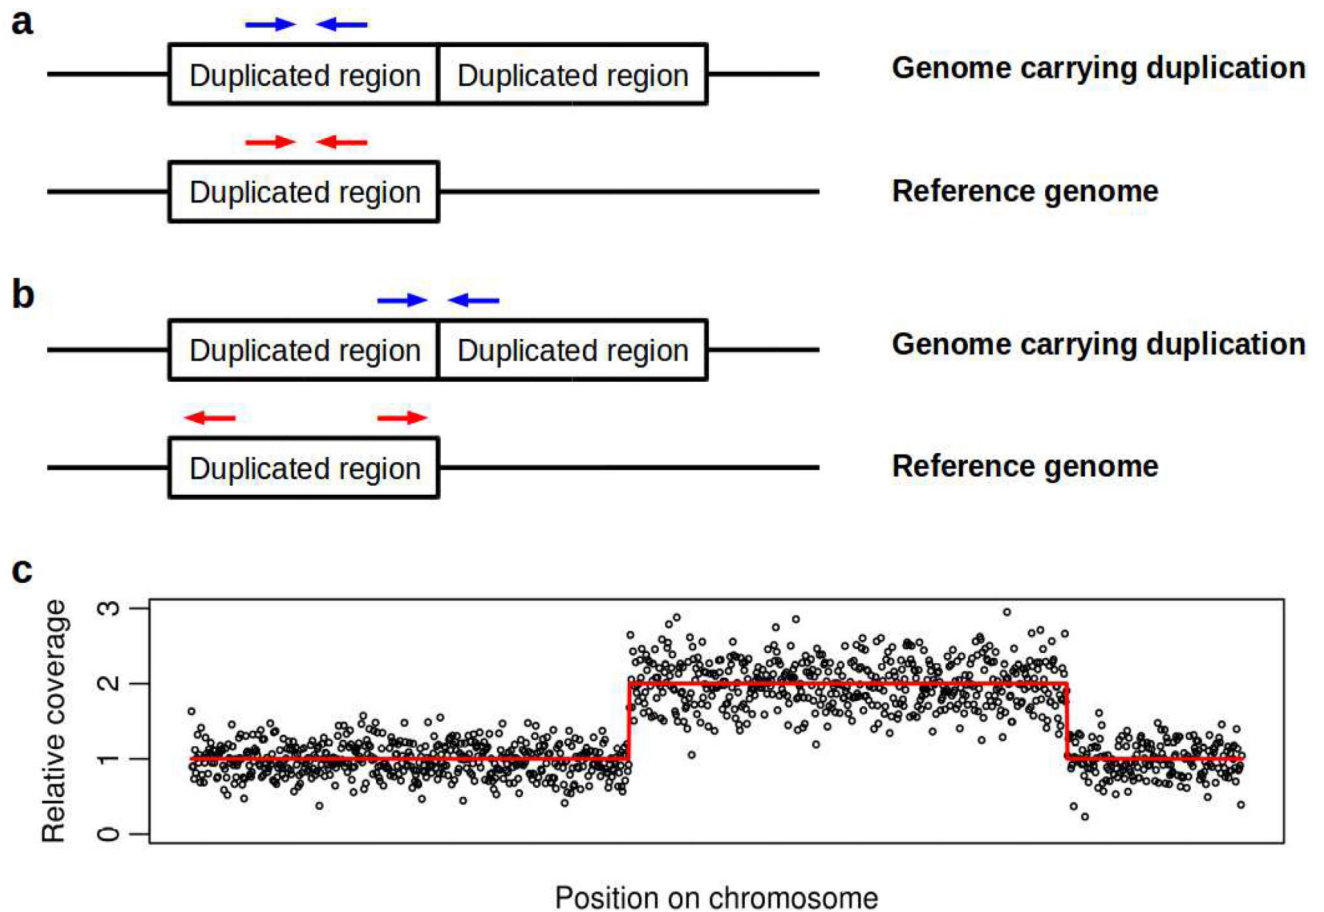 a
Duplicated region Duplicated region Genome carrying duplication
Duplicated region Reference genome
b
Duplicated region Duplicated region Genome carrying duplication
Duplicated region Reference genome
c
Relative coverage
3
2
1
0
Position on chromosome